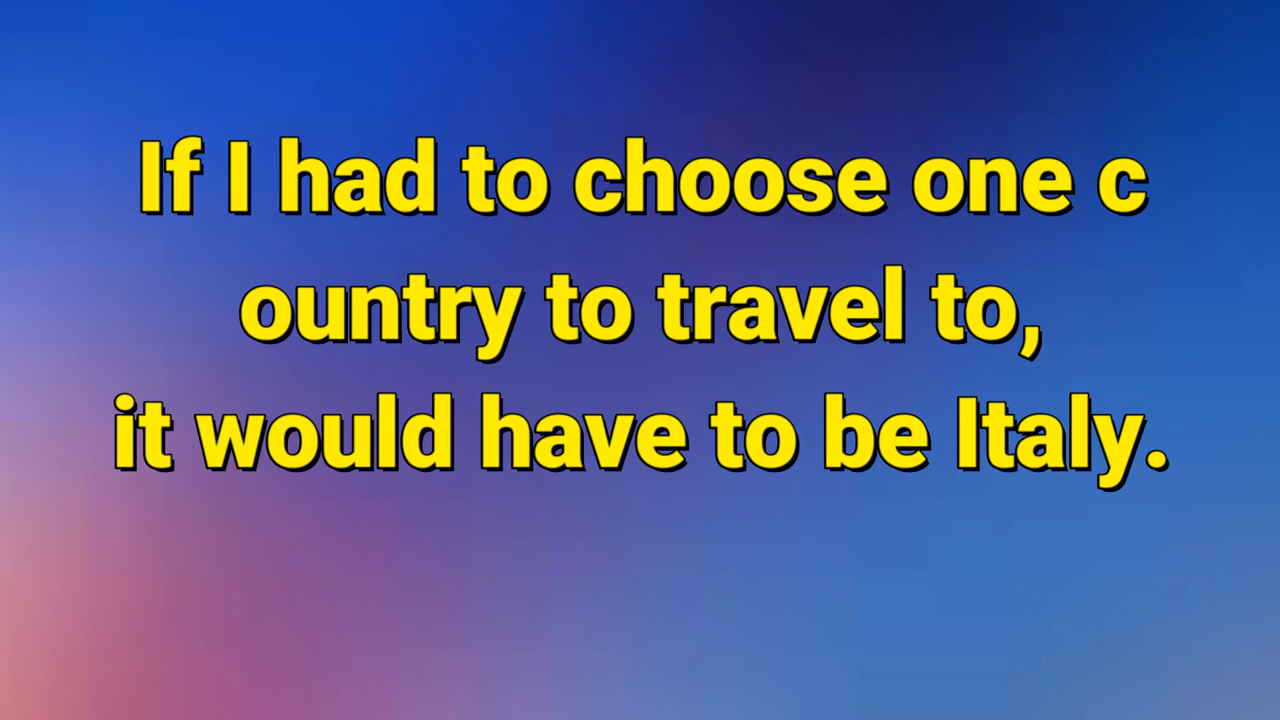 If I had to choose one c
ountry to travel to,
it would have to be Italy.